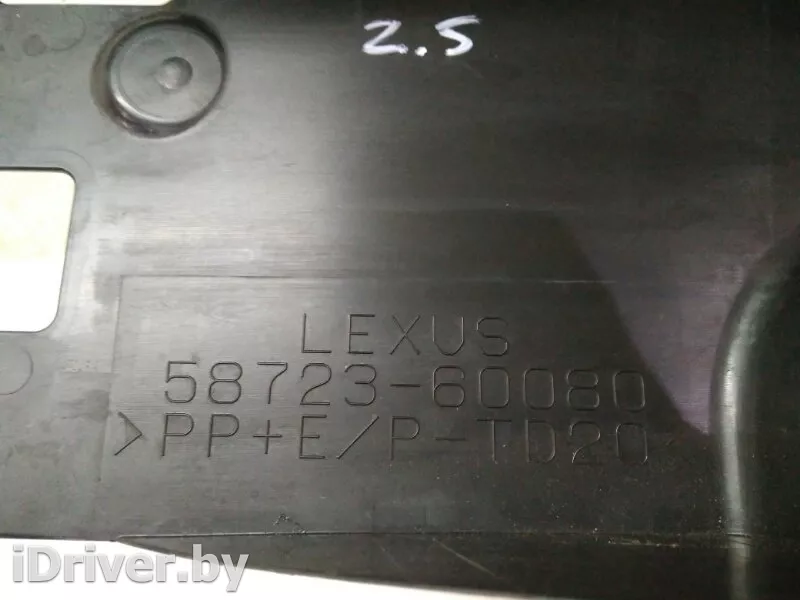 2.5
LEXUS
58723-60080
>PP+E/P-TD20<
iDriver.by